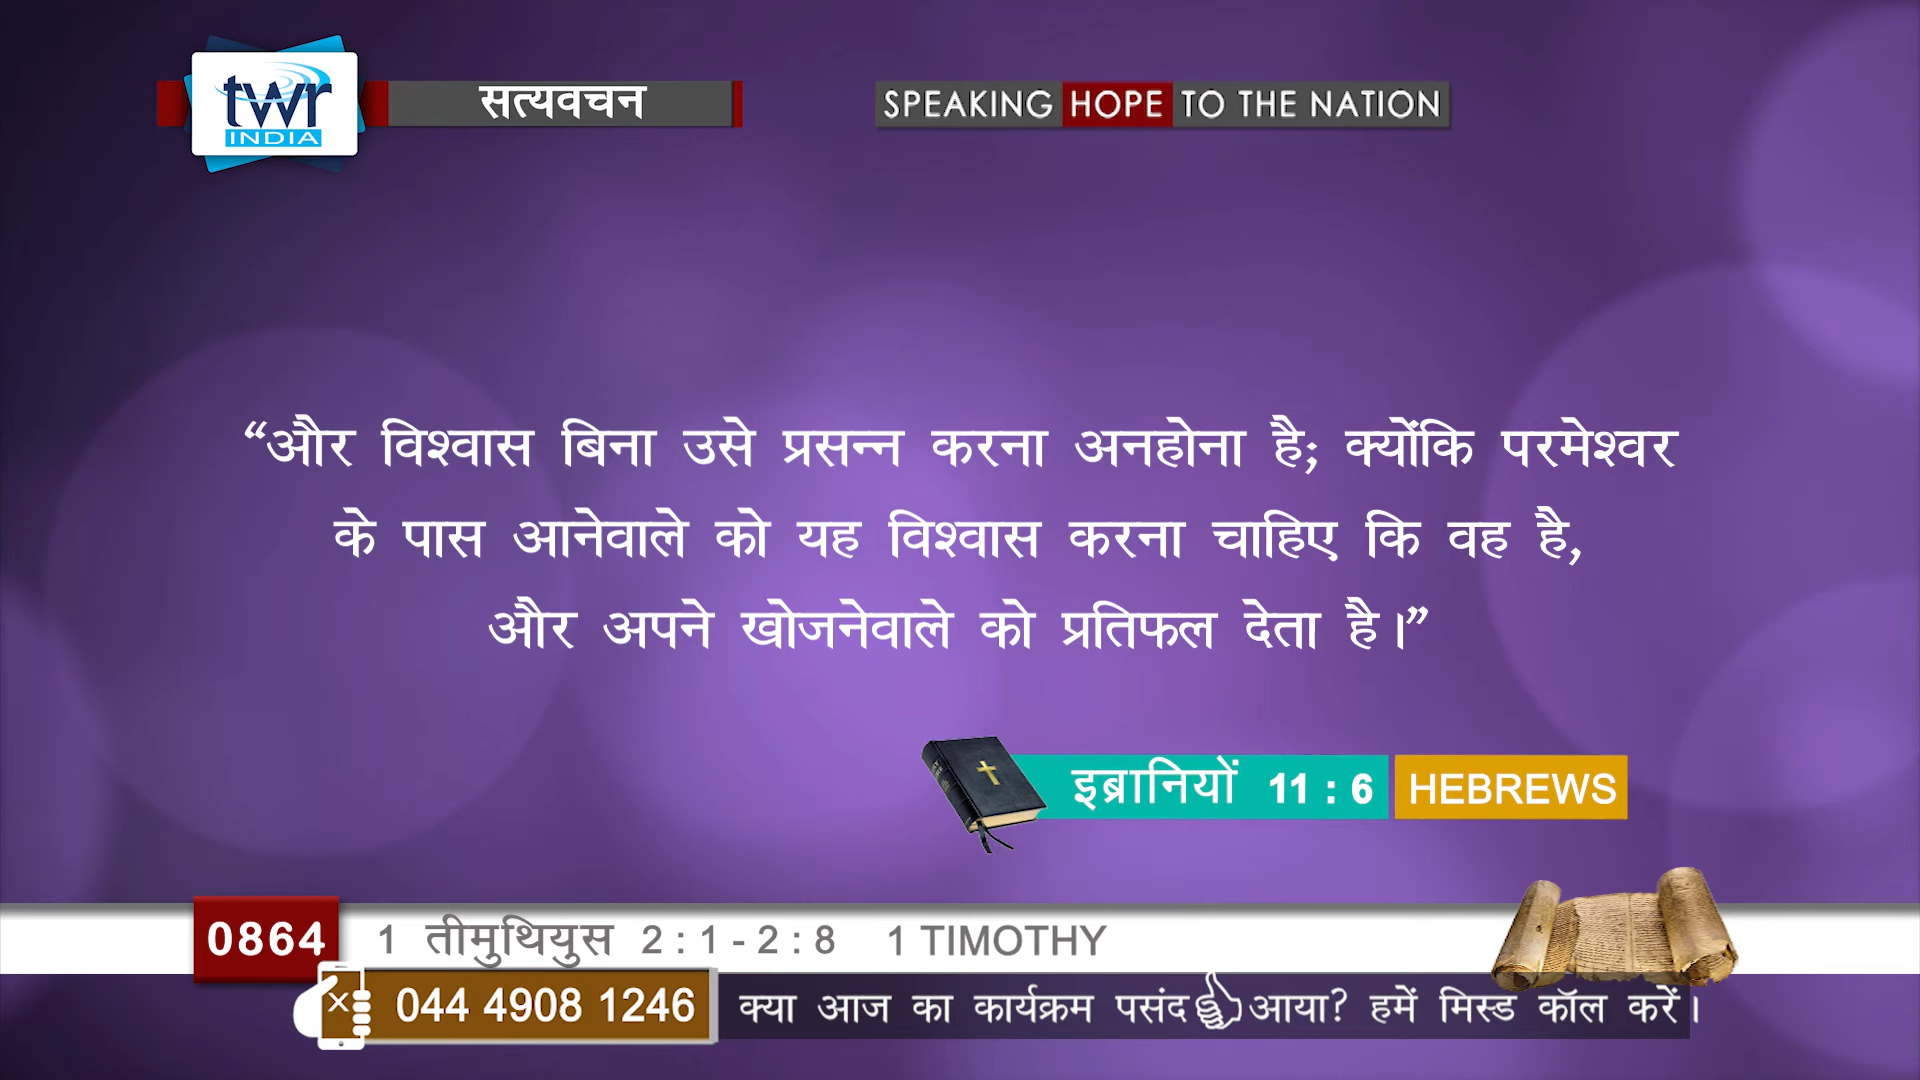 twr
INDIA
सत्यवचन
SPEAKING HOPE TO THE NATION
“और विश्वास बिना उसे प्रसन्न करना अनहोना है; क्योंकि परमेश्वर
के पास आनेवाले को यह विश्वास करना चाहिए कि वह है,
और अपने खोजनेवाले को प्रतिफल देता है।”
इब्रानियों 11 : 6 HEBREWS
0864 1 तीमुथियुस 2 : 1 - 2 : 8 1 TIMOTHY
044 4908 1246 क्या आज का कार्यक्रम पसंद आया? हमें मिस्ड कॉल करें।